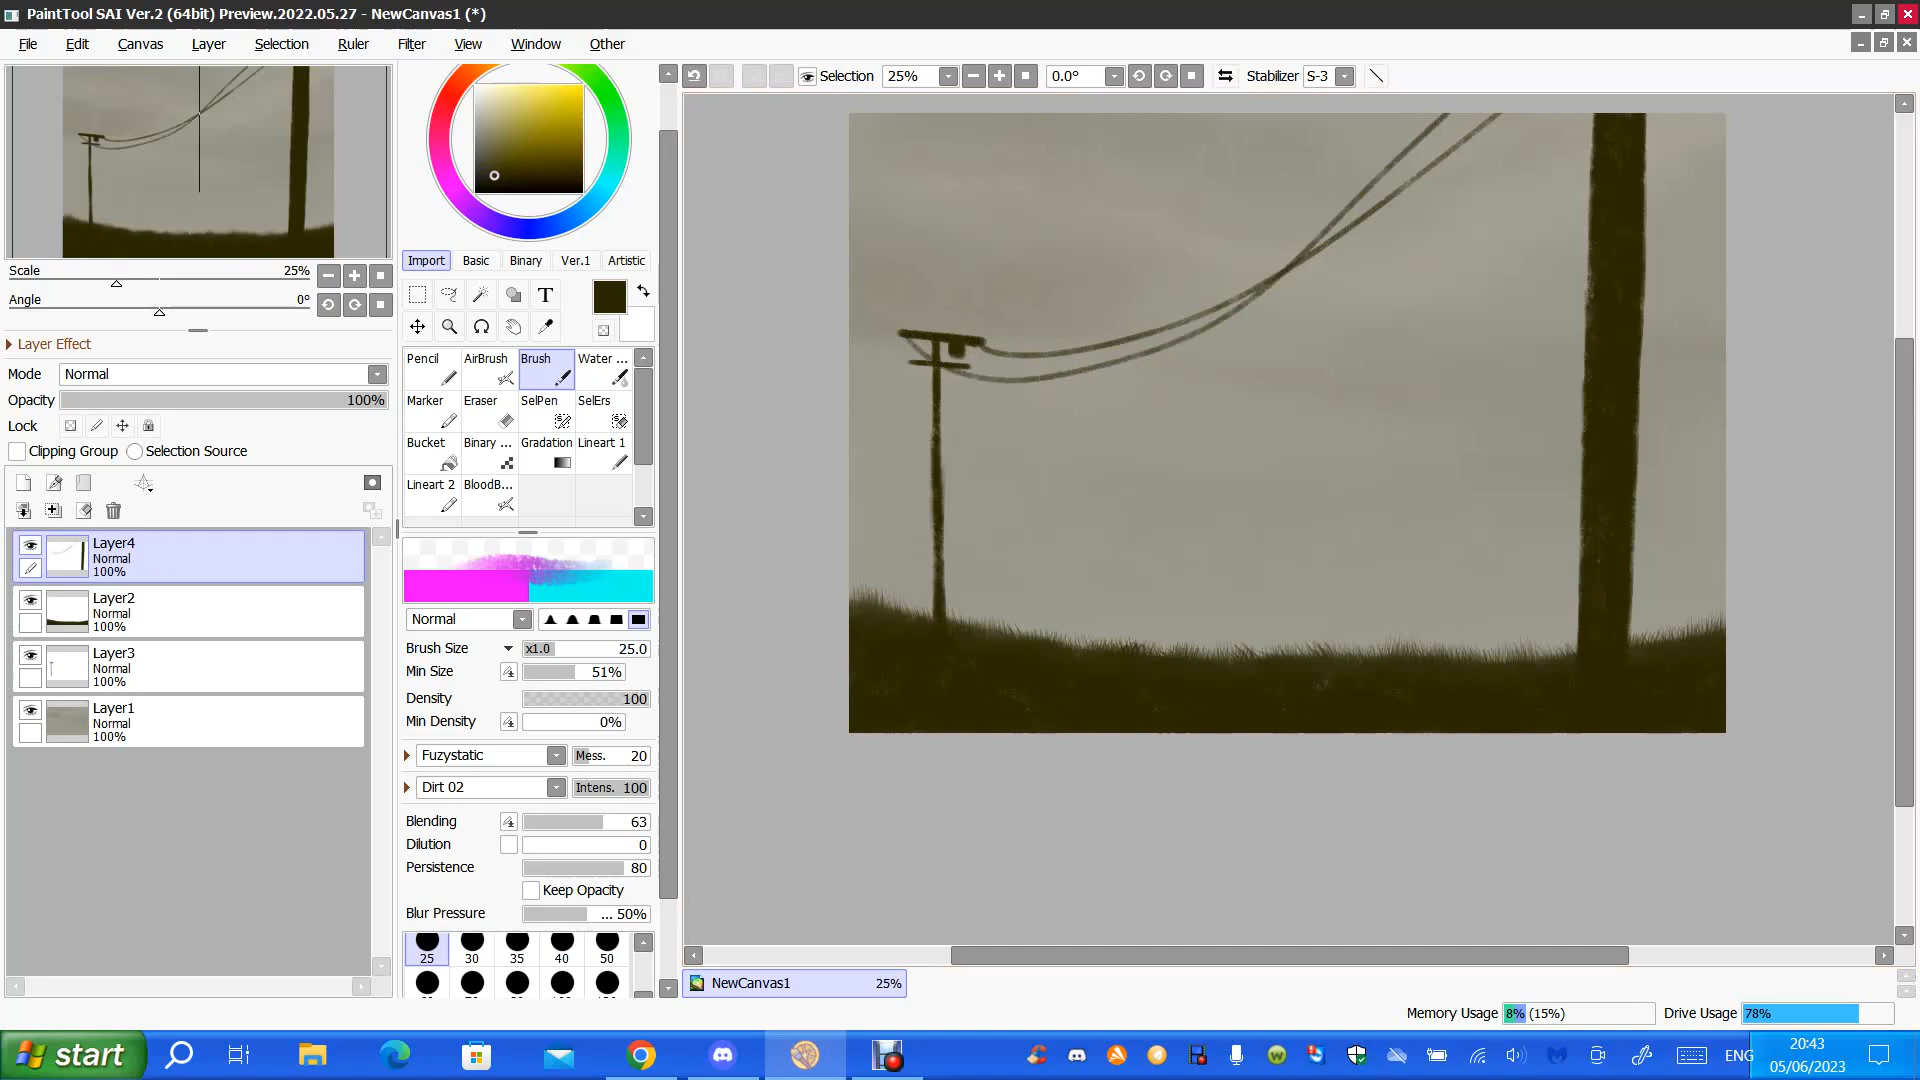 PaintTool SAI Ver.2 (64bit) Preview.2022.05.27 - NewCanvas1 (*)
File Edit Canvas Layer Selection Ruler Filter View Window Other
Selection 25% 0.0° Stabilizer S-3
Scale 25%
Angle 0°
Layer Effect
Mode Normal
Opacity 100%
Lock
Clipping Group Selection Source
Layer4
Normal
100%
Layer2
Normal
100%
Layer3
Normal
100%
Layer1
Normal
100%
Import Basic Binary Ver.1 Artistic
T
Pencil AirBrush Brush Water ...
Marker Eraser SelPen SelErs
Bucket Binary ... Gradation Lineart 1
Lineart 2 BloodB...
Normal
Brush Size x1.0 25.0
Min Size 51%
Density 100
Min Density 0%
Fuzystatic Mess. 20
Dirt 02 Intens. 100
Blending 63
Dilution 0
Persistence 80
Keep Opacity
Blur Pressure ... 50%
25 30 35 40 50
NewCanvas1 25%
Memory Usage 8% (15%) Drive Usage 78%
start
ENG
20:43
05/06/2023